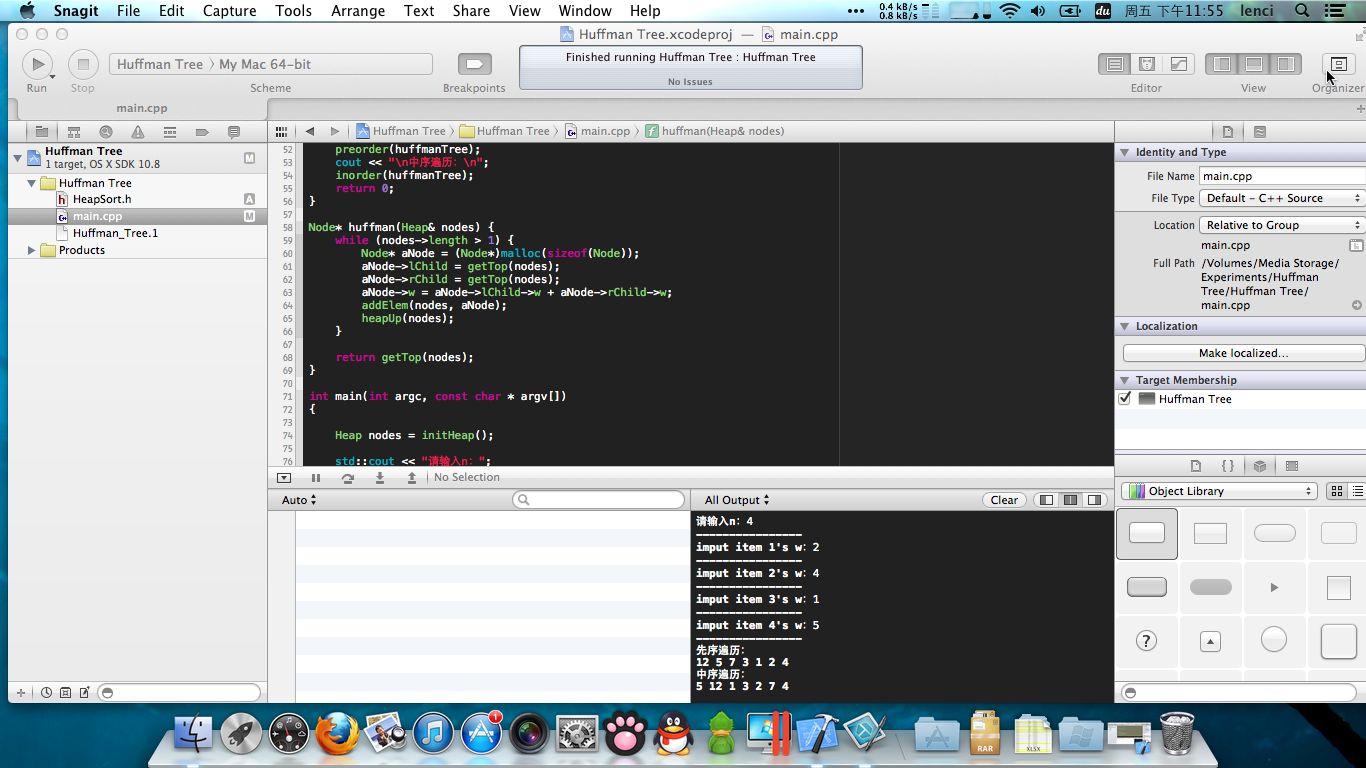 Snagit File Edit Capture Tools Arrange Text Share View Window Help
0.4 kB/s
0.8 kB/s
du 周五 下午11:55 lenci
Huffman Tree.xcodeproj — main.cpp
Huffman Tree 〉 My Mac 64-bit
Finished running Huffman Tree : Huffman Tree
No Issues
Run Stop Scheme Breakpoints Editor View Organizer
main.cpp
Huffman Tree 〉 Huffman Tree 〉 main.cpp 〉 f huffman(Heap& nodes)
Huffman Tree
1 target, OS X SDK 10.8
M
Huffman Tree
h HeapSort.h A
main.cpp M
Huffman_Tree.1
Products
52 preorder(huffmanTree);
53 cout << "\n中序遍历: \n";
54 inorder(huffmanTree);
55 return 0;
56 }
57
58 Node* huffman(Heap& nodes) {
59 while (nodes->length > 1) {
60 Node* aNode = (Node*)malloc(sizeof(Node));
61 aNode->lChild = getTop(nodes);
62 aNode->rChild = getTop(nodes);
63 aNode->w = aNode->lChild->w + aNode->rChild->w;
64 addElem(nodes, aNode);
65 heapUp(nodes);
66 }
67
68 return getTop(nodes);
69 }
70
71 int main(int argc, const char * argv[])
72 {
73
74 Heap nodes = initHeap();
75
76 std::cout << "请输入n: ";
No Selection
Auto
All Output
Clear
请输入n: 4
----------------
imput item 1's w: 2
----------------
imput item 2's w: 4
----------------
imput item 3's w: 1
----------------
imput item 4's w: 5
----------------
先序遍历:
12 5 7 3 1 2 4
中序遍历:
5 12 1 3 2 7 4
Identity and Type
File Name main.cpp
File Type Default - C++ Source
Location Relative to Group
main.cpp
Full Path /Volumes/Media Storage/
Experiments/Huffman
Tree/Huffman Tree/
main.cpp
Localization
Make localized...
Target Membership
Huffman Tree
{ }
Object Library
?
1
RAR
XLSX